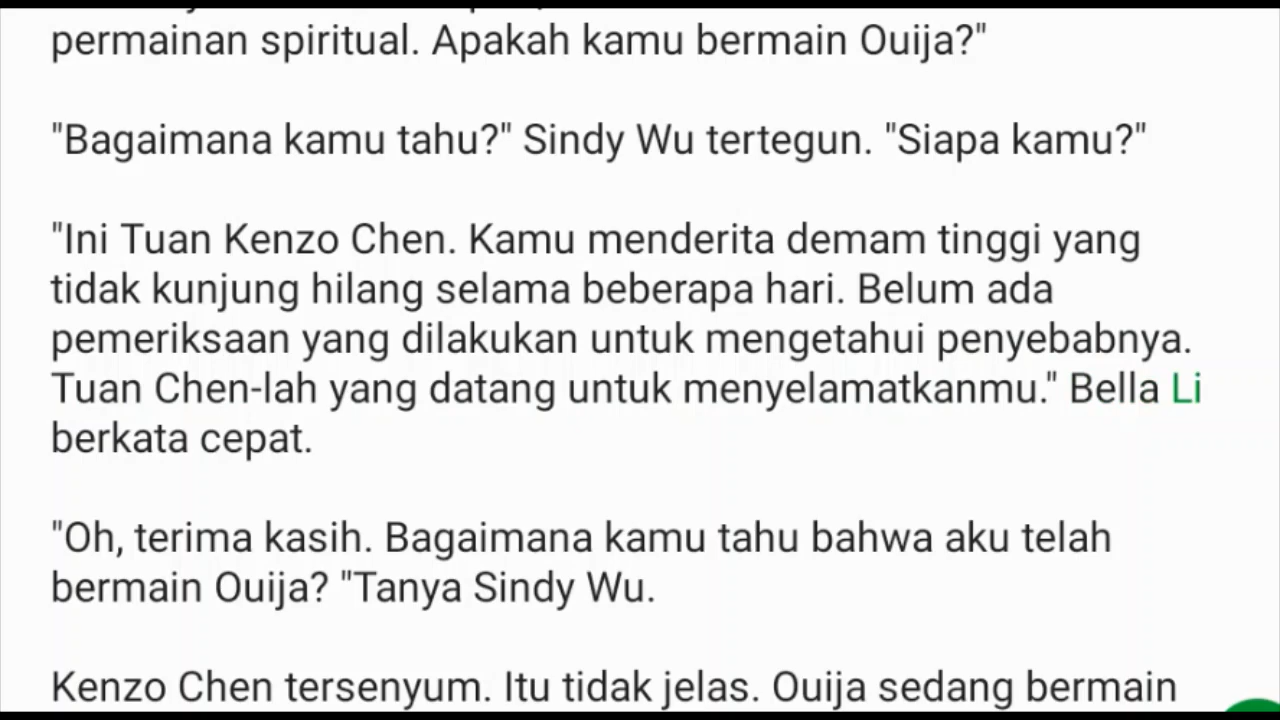 permainan spiritual. Apakah kamu bermain Ouija?"
"Bagaimana kamu tahu?" Sindy Wu tertegun. "Siapa kamu?"
"Ini Tuan Kenzo Chen. Kamu menderita demam tinggi yang
tidak kunjung hilang selama beberapa hari. Belum ada
pemeriksaan yang dilakukan untuk mengetahui penyebabnya.
Tuan Chen-lah yang datang untuk menyelamatkanmu." Bella Li
berkata cepat.
"Oh, terima kasih. Bagaimana kamu tahu bahwa aku telah
bermain Ouija? "Tanya Sindy Wu.
Kenzo Chen tersenyum. Itu tidak jelas. Ouija sedang bermain